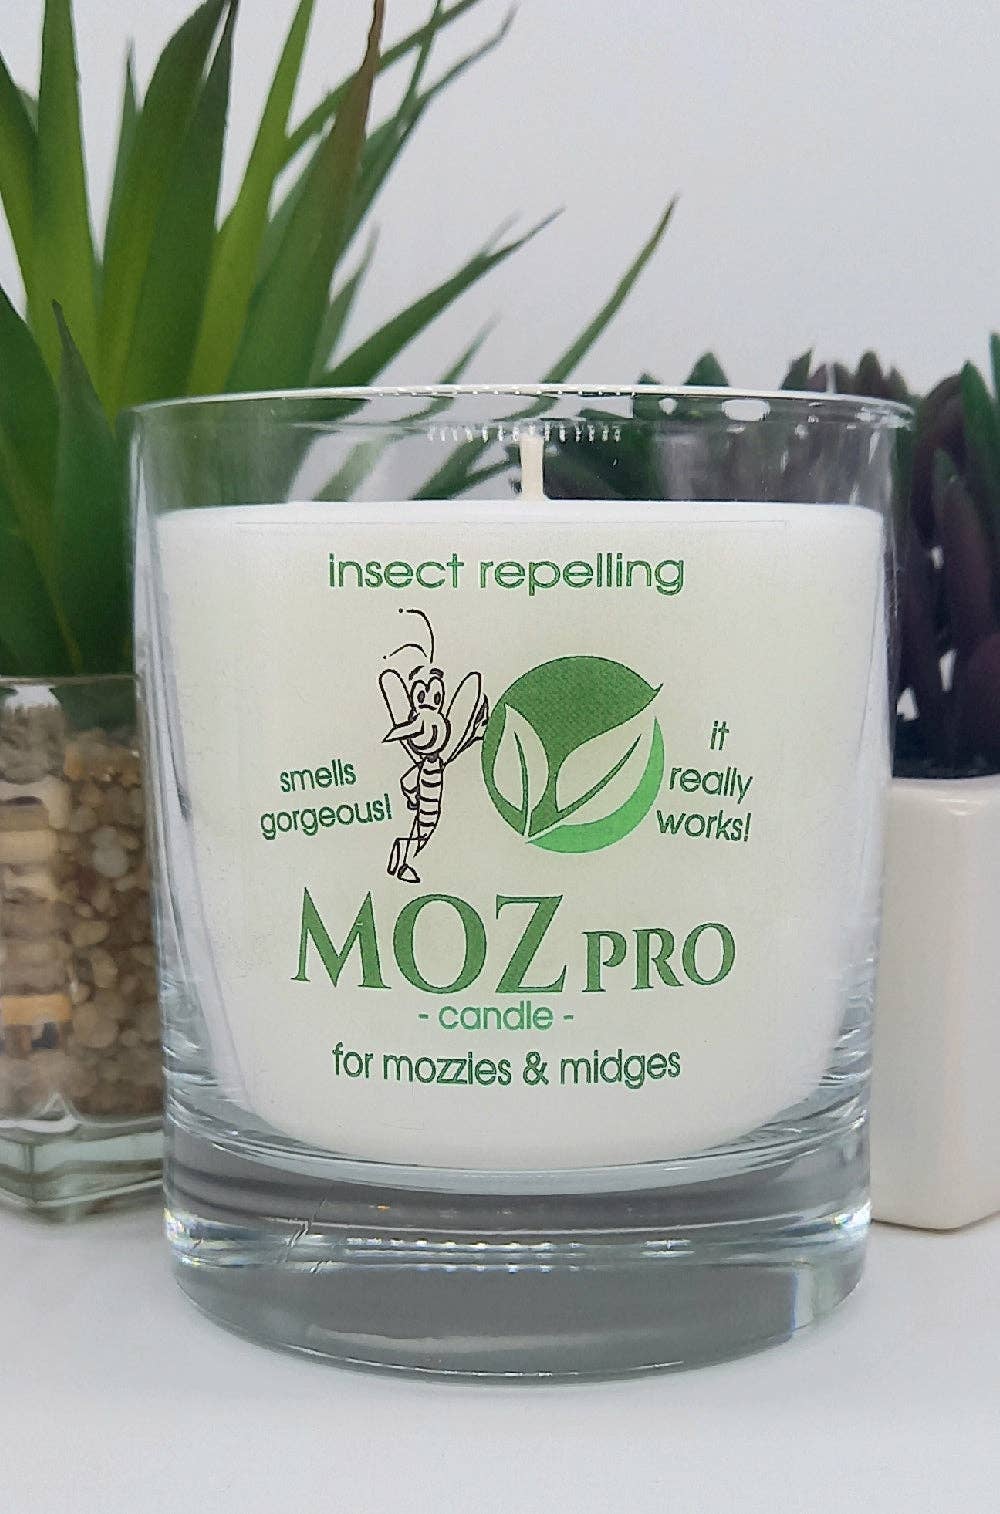 insect repelling
smells
gorgeous!
it
really
works!
MOZ PRO
- candle -
for mozzies & midges